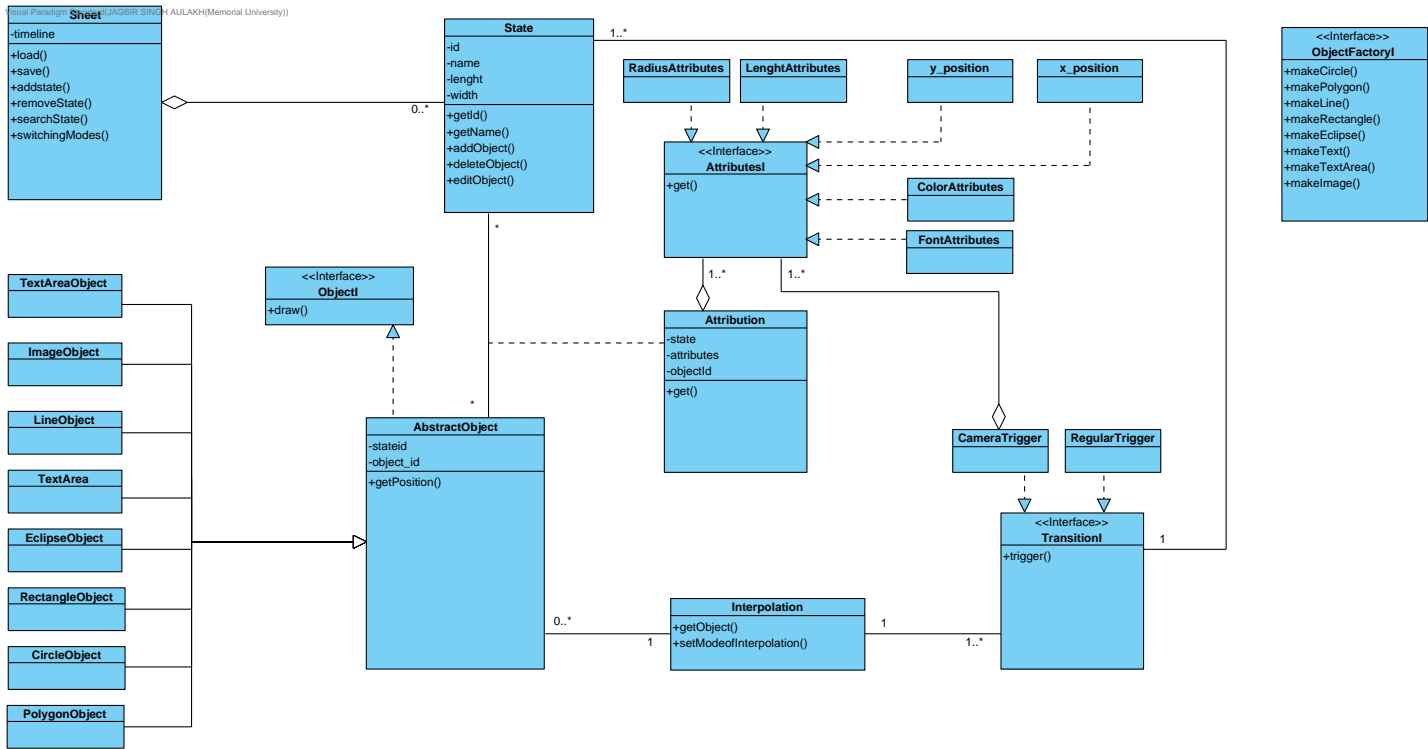 Visual Paradigm Standard(JAGBIR SINGH AULAKH(Memorial University))
Sheet
-timeline
+load()
+save()
+addstate()
+removeState()
+searchState()
+switchingModes()
0..*
State
-id
-name
-lenght
-width
+getId()
+getName()
+addObject()
+deleteObject()
+editObject()
1..*
RadiusAttributes
LenghtAttributes
y_position
x_position
<<Interface>>
AttributesI
+get()
ColorAttributes
FontAttributes
<<Interface>>
ObjectFactoryI
+makeCircle()
+makePolygon()
+makeLine()
+makeRectangle()
+makeEclipse()
+makeText()
+makeTextArea()
+makeImage()
*
1..*
1..*
<<Interface>>
ObjectI
+draw()
Attribution
-state
-attributes
-objectId
+get()
*
TextAreaObject
ImageObject
LineObject
TextArea
EclipseObject
RectangleObject
CircleObject
PolygonObject
AbstractObject
-stateid
-object_id
+getPosition()
CameraTrigger
RegularTrigger
<<Interface>>
TransitionI
+trigger()
1
0..*
1
Interpolation
+getObject()
+setModeofInterpolation()
1
1..*